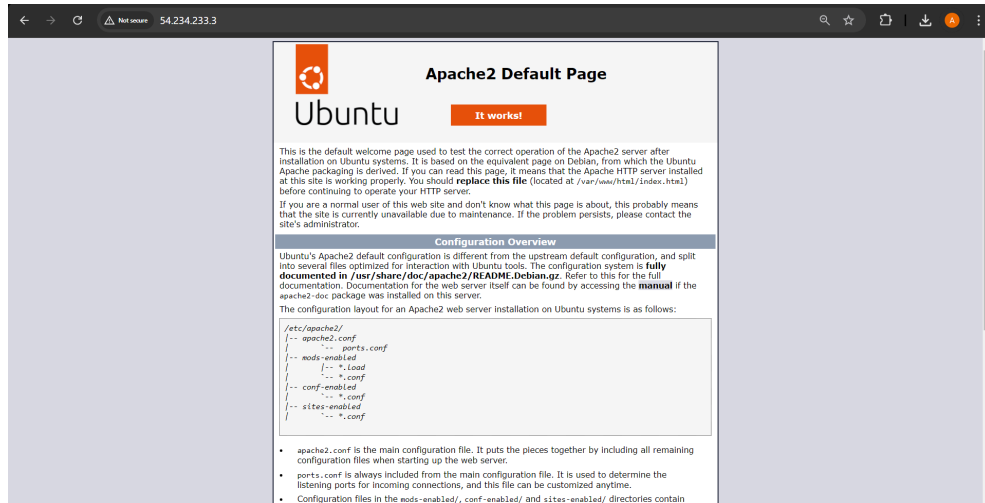 Not secure 54.234.233.3
A
Apache2 Default Page
Ubuntu
It works!
This is the default welcome page used to test the correct operation of the Apache2 server after
installation on Ubuntu systems. It is based on the equivalent page on Debian, from which the Ubuntu
Apache packaging is derived. If you can read this page, it means that the Apache HTTP server installed
at this site is working properly. You should replace this file (located at /var/www/html/index.html)
before continuing to operate your HTTP server.
If you are a normal user of this web site and don't know what this page is about, this probably means
that the site is currently unavailable due to maintenance. If the problem persists, please contact the
site's administrator.
Configuration Overview
Ubuntu's Apache2 default configuration is different from the upstream default configuration, and split
into several files optimized for interaction with Ubuntu tools. The configuration system is fully
documented in /usr/share/doc/apache2/README.Debian.gz. Refer to this for the full
documentation. Documentation for the web server itself can be found by accessing the manual if the
apache2-doc package was installed on this server.
The configuration layout for an Apache2 web server installation on Ubuntu systems is as follows:
/etc/apache2/
|-- apache2.conf
|       `--  ports.conf
|-- mods-enabled
|       |-- *.load
|       `-- *.conf
|-- conf-enabled
|       `-- *.conf
|-- sites-enabled
|       `-- *.conf
• apache2.conf is the main configuration file. It puts the pieces together by including all remaining
configuration files when starting up the web server.
• ports.conf is always included from the main configuration file. It is used to determine the
listening ports for incoming connections, and this file can be customized anytime.
• Configuration files in the mods-enabled/, conf-enabled/ and sites-enabled/ directories contain